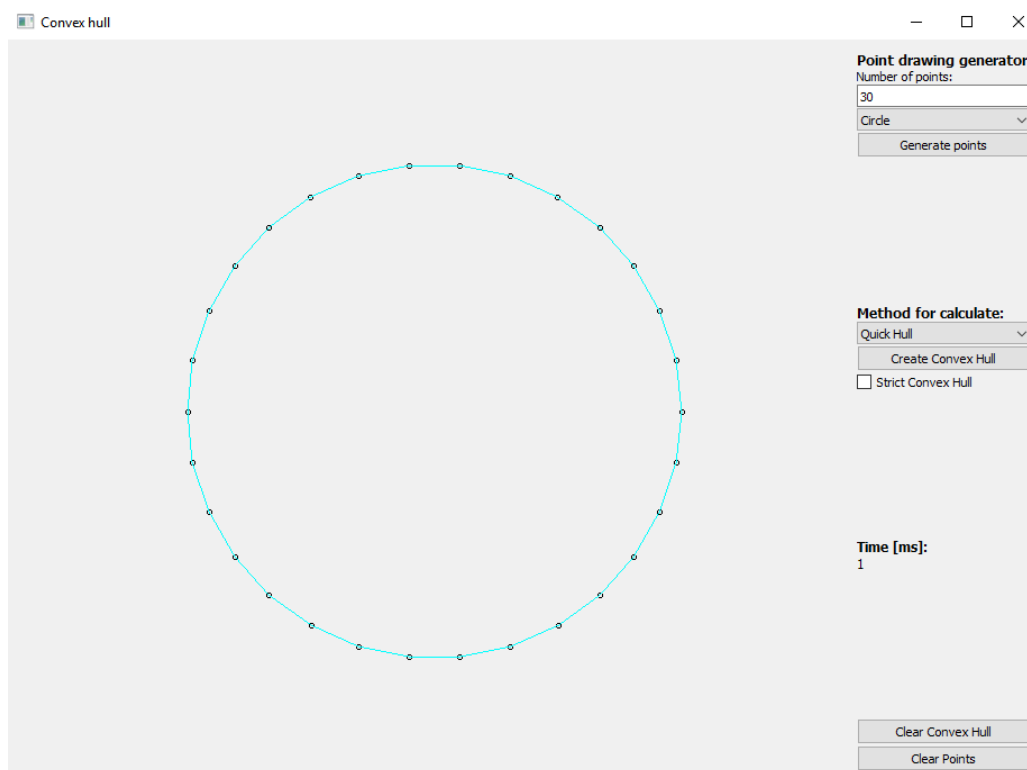 Convex hull
Point drawing generator
Number of points:
30
Circle
Generate points
Method for calculate:
Quick Hull
Create Convex Hull
Strict Convex Hull
Time [ms]:
1
Clear Convex Hull
Clear Points